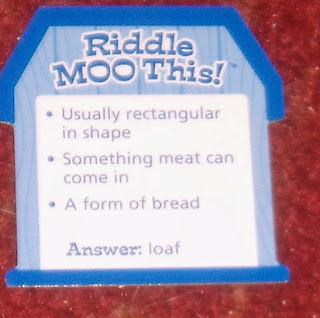 Riddle
MOO This!
• Usually rectangular
in shape
• Something meat can
come in
• A form of bread
Answer: loaf